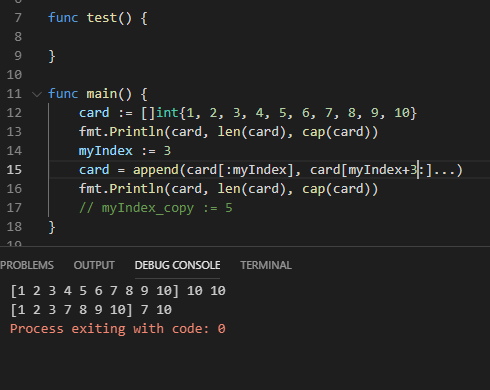 7 func test() {
8
9 }
10
11 func main() {
12 card := []int{1, 2, 3, 4, 5, 6, 7, 8, 9, 10}
13 fmt.Println(card, len(card), cap(card))
14 myIndex := 3
15 card = append(card[:myIndex], card[myIndex+3:]...)
16 fmt.Println(card, len(card), cap(card))
17 // myIndex_copy := 5
18 }
19
PROBLEMS OUTPUT DEBUG CONSOLE TERMINAL
[1 2 3 4 5 6 7 8 9 10] 10 10
[1 2 3 7 8 9 10] 7 10
Process exiting with code: 0